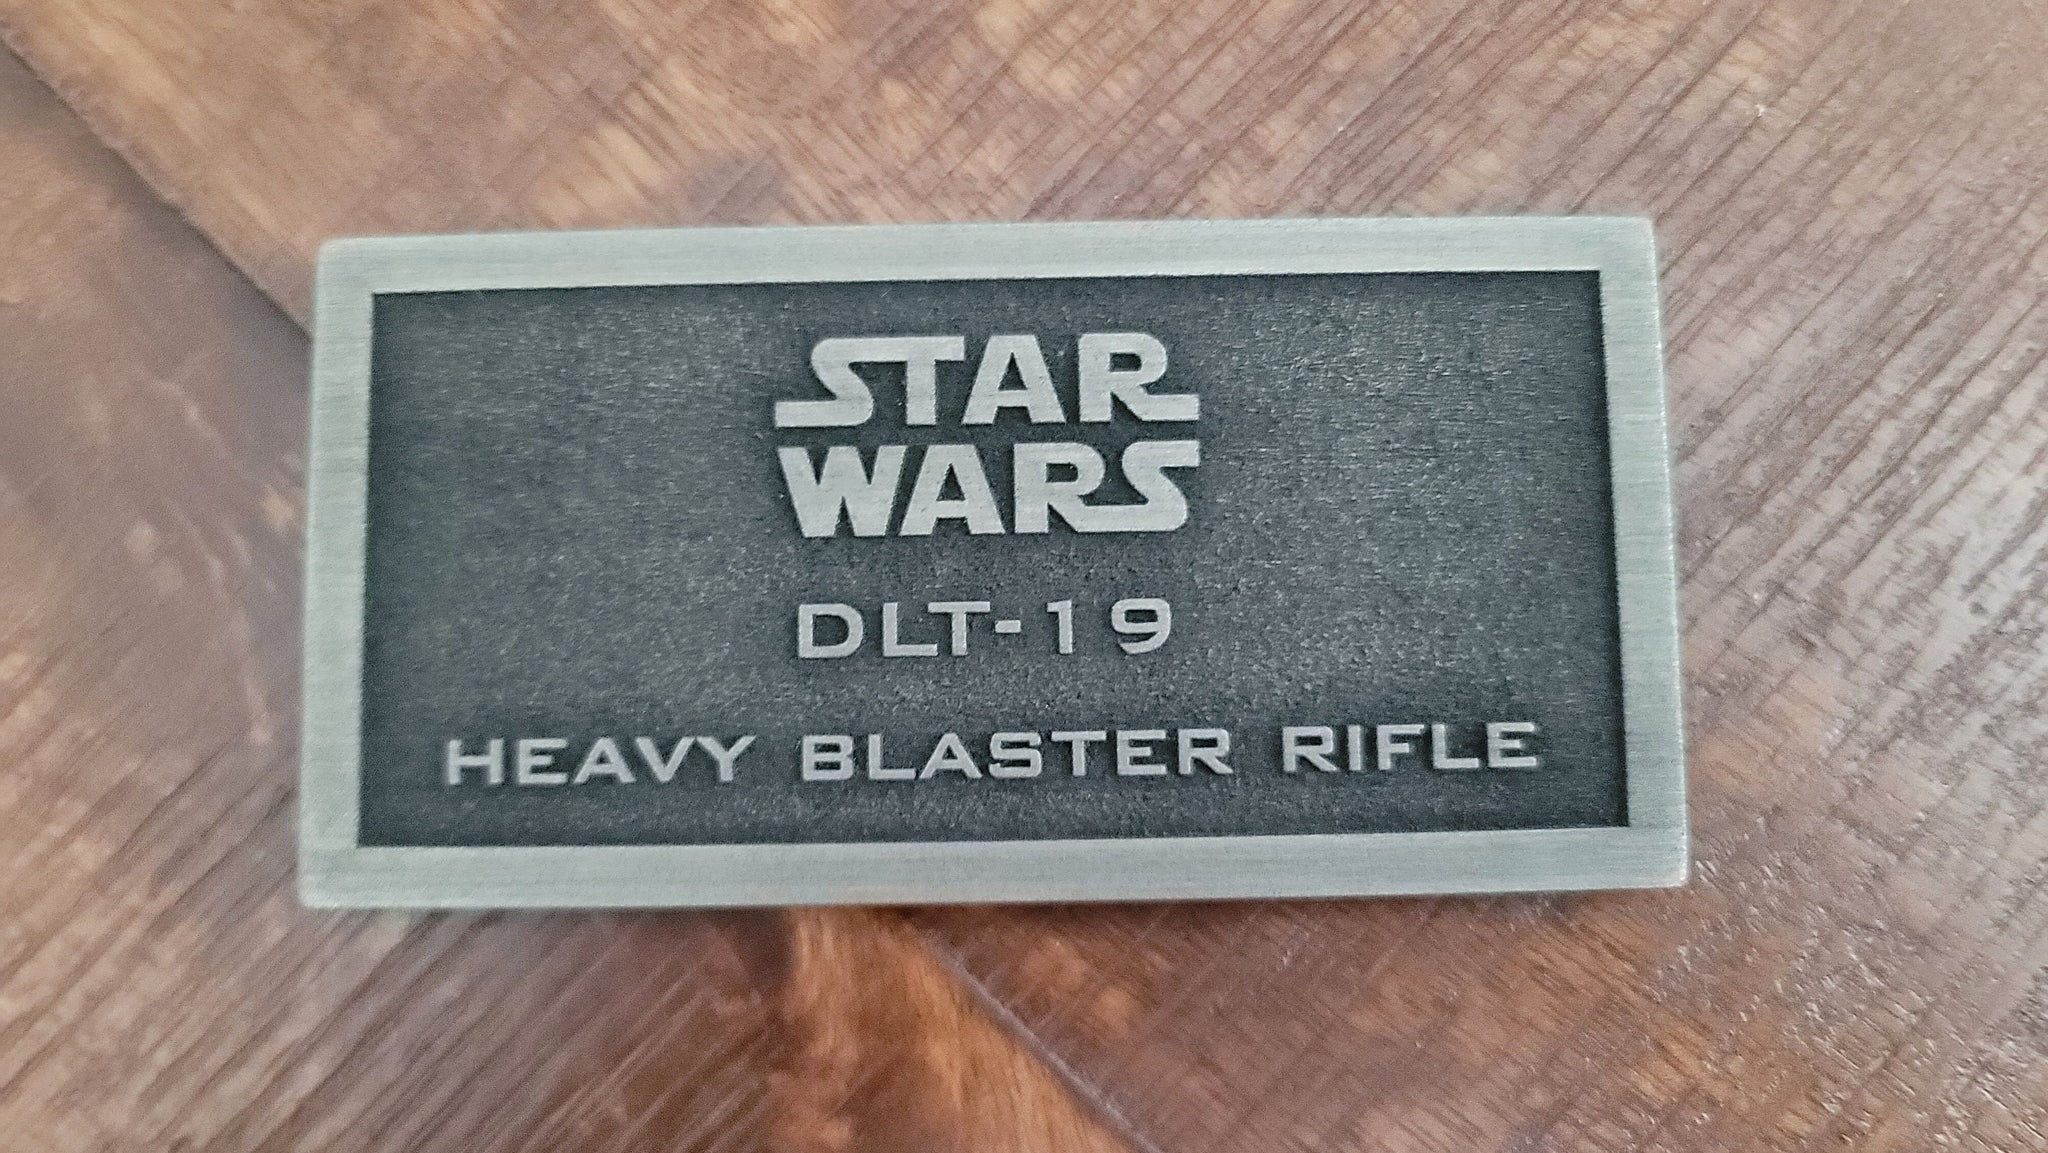 STAR
WARS
DLT-19
HEAVY BLASTER RIFLE